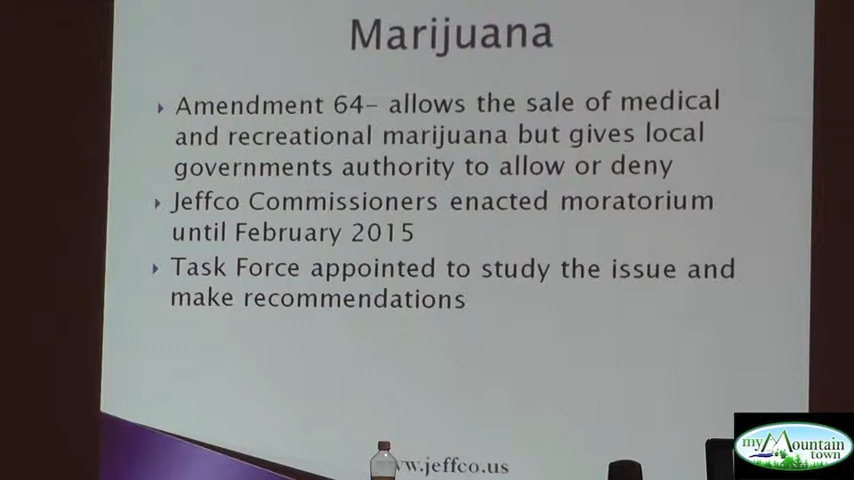 Marijuana
Amendment 64– allows the sale of medical
and recreational marijuana but gives local
governments authority to allow or deny
Jeffco Commissioners enacted moratorium
until February 2015
Task Force appointed to study the issue and
make recommendations
w.jeffco.us
my Mountain
town